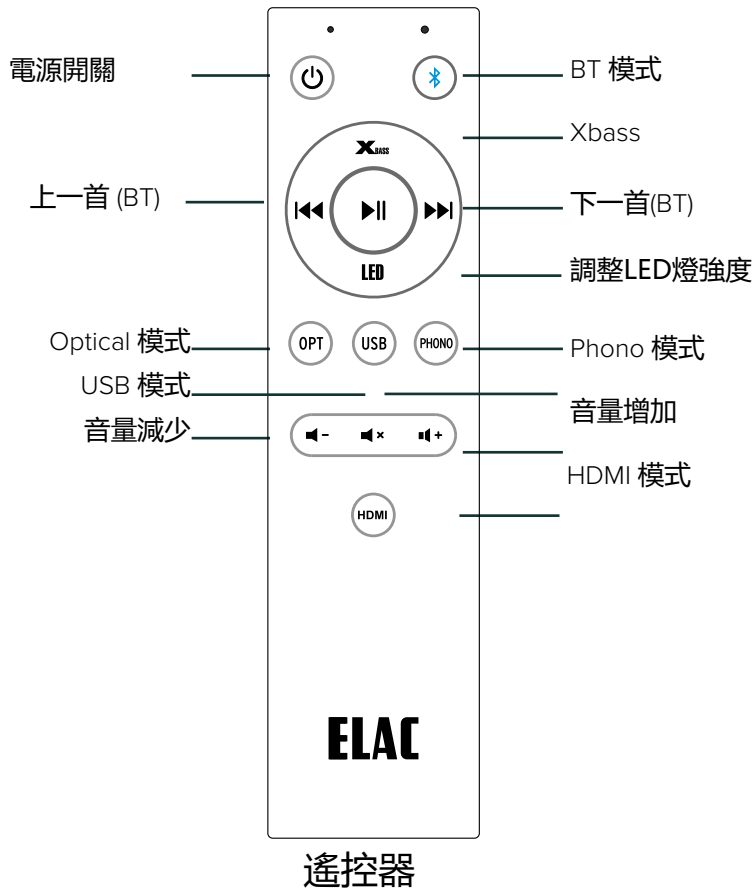 電源開關
BT 模式
Xbass
XBASS
上一首 (BT)
下一首(BT)
LED
調整LED燈強度
Optical 模式
OPT
USB
PHONO
Phono 模式
USB 模式
音量增加
音量減少
HDMI 模式
HDMI
ELAC
遙控器